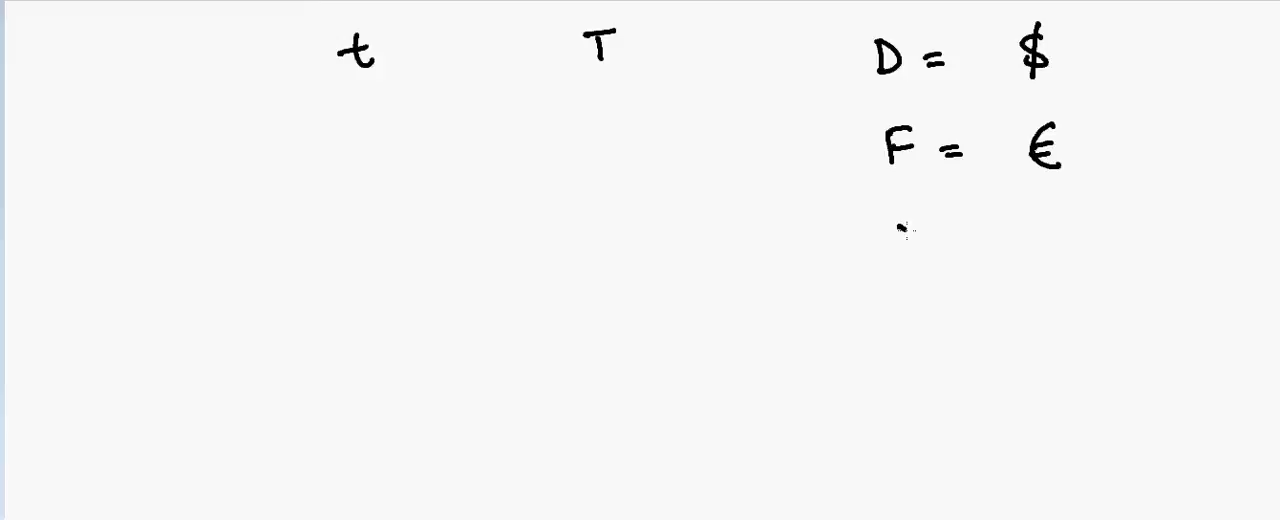 t T D = $
F = €